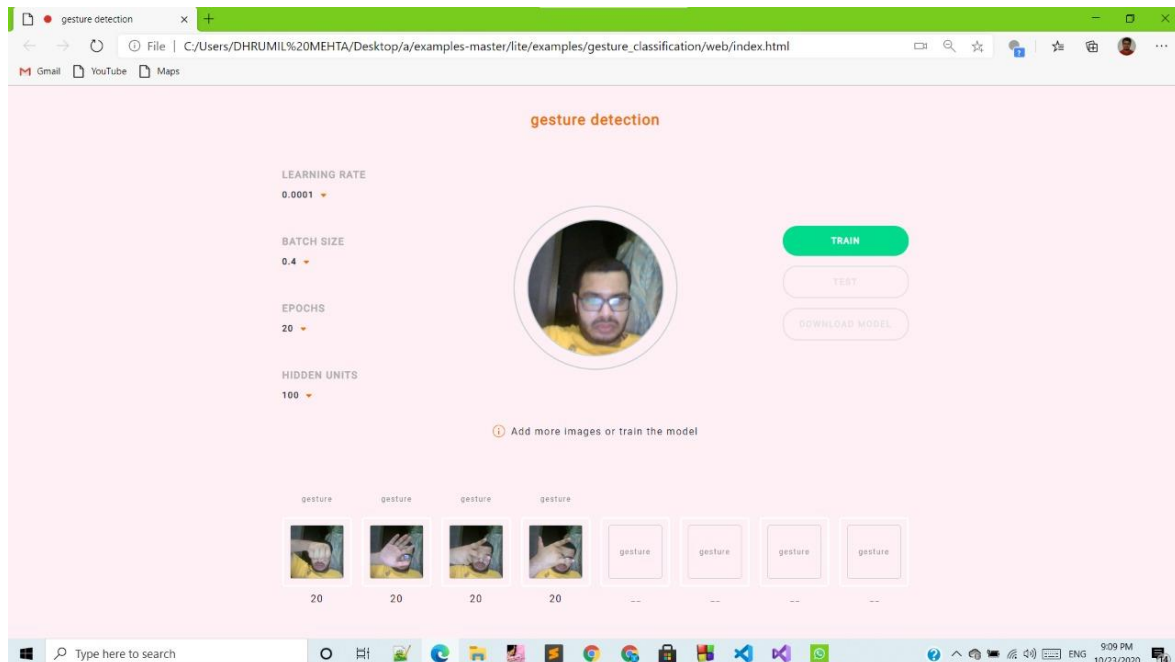 gesture detection
File | C:/Users/DHRUMIL%20MEHTA/Desktop/a/examples-master/lite/examples/gesture_classification/web/index.html
Gmail YouTube Maps
gesture detection
LEARNING RATE
0.0001
BATCH SIZE
0.4
EPOCHS
20
HIDDEN UNITS
100
TRAIN
TEST
DOWNLOAD MODEL
Add more images or train the model
gesture gesture gesture gesture
gesture gesture gesture gesture
20 20 20 20 -- -- -- --
Type here to search
ENG
9:09 PM
10/23/2020